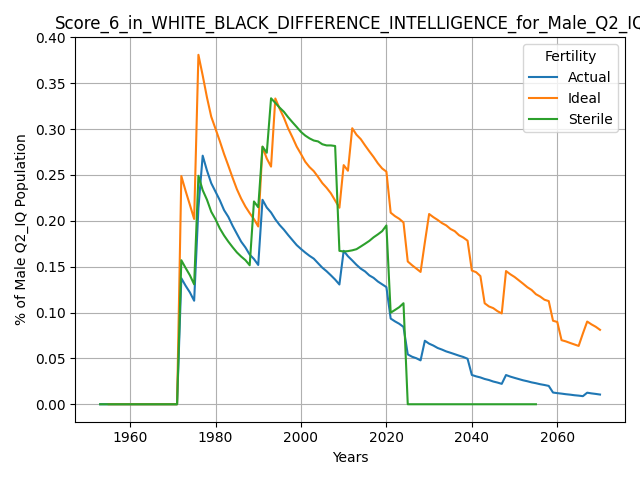 Score_6_in_WHITE_BLACK_DIFFERENCE_INTELLIGENCE_for_Male_Q2_IQ
Fertility
Actual
Ideal
Sterile
% of Male Q2_IQ Population
0.40
0.35
0.30
0.25
0.20
0.15
0.10
0.05
0.00
1960 1980 2000 2020 2040 2060
Years